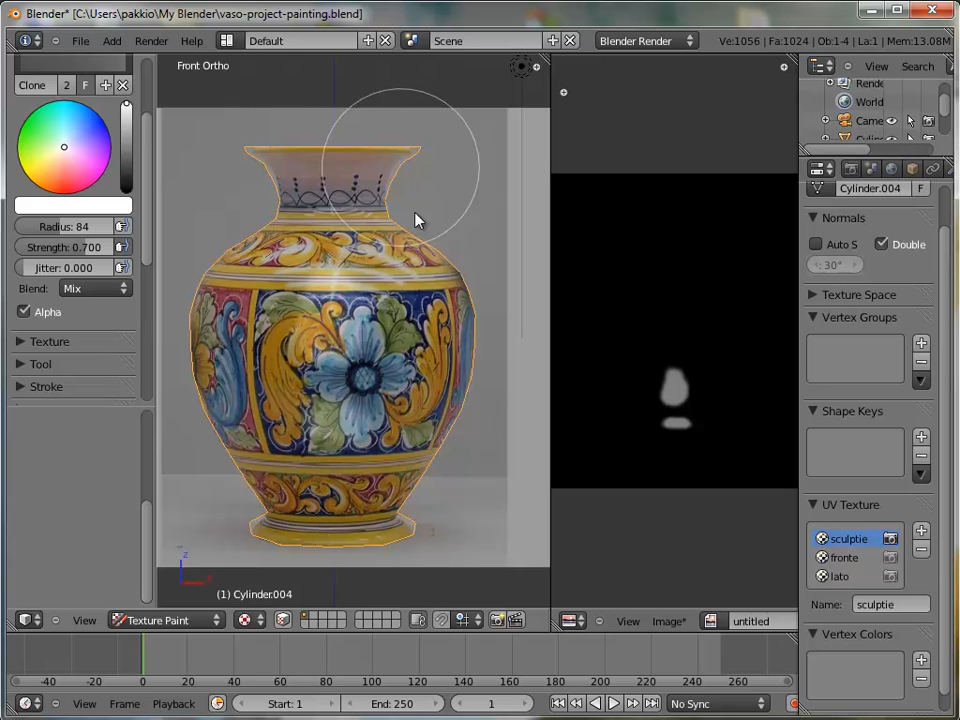 Blender* [C:\Users\pakkio\My Blender\vaso-project-painting.blend]
File Add Render Help Default Scene Blender Render Ve:1056 | Fa:1024 | Ob:1-4 | La:1 | Mem:13.08M
Clone 2 F
Radius: 84
Strength: 0.700
Jitter: 0.000
Blend: Mix
Alpha
Texture
Tool
Stroke
Front Ortho
z
(1) Cylinder.004
View Texture Paint
View Image* untitled
View Search
Rende
World
Came
Cylinder.004 F
Normals
Auto S Double
30°
Texture Space
Vertex Groups
Shape Keys
UV Texture
sculptie
fronte
lato
Name: sculptie
Vertex Colors
-40 -20 0 20 40 60 80 100 120 140 160 180 200 220 240 260
View Frame Playback Start: 1 End: 250 1 No Sync